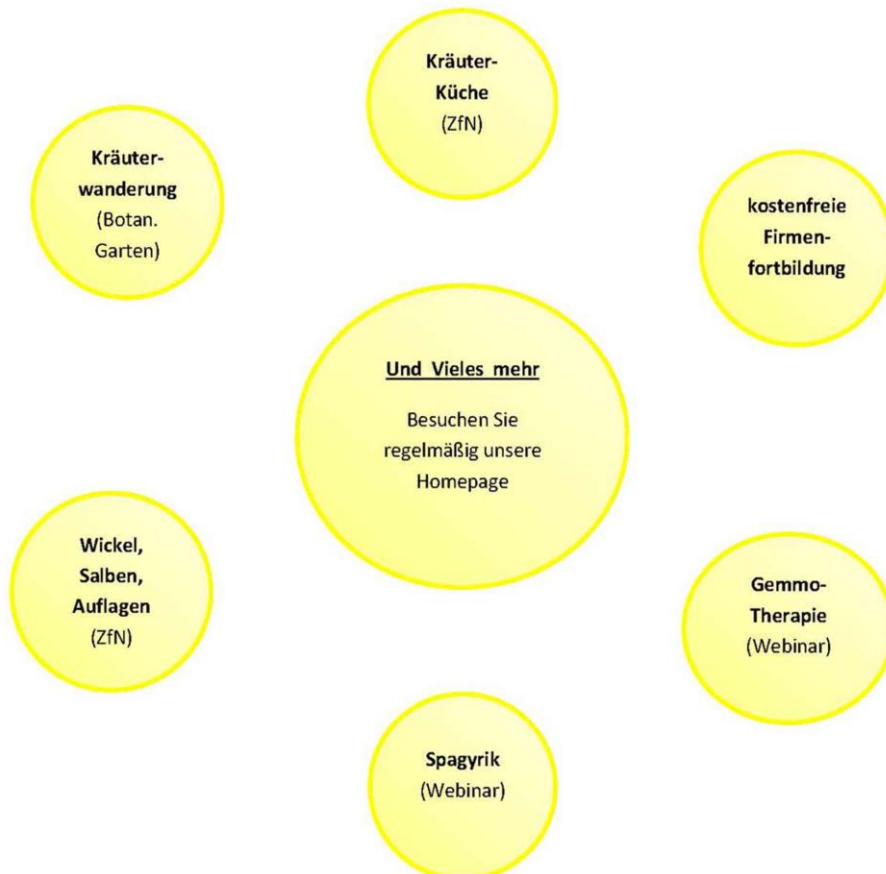 Kräuter-
Küche
(ZfN)
Kräuter-
wanderung
(Botan.
Garten)
kostenfreie
Firmen-
fortbildung
Und Vieles mehr
Besuchen Sie
regelmäßig unsere
Homepage
Wickel,
Salben,
Auflagen
(ZfN)
Gemmo-
Therapie
(Webinar)
Spagyrik
(Webinar)